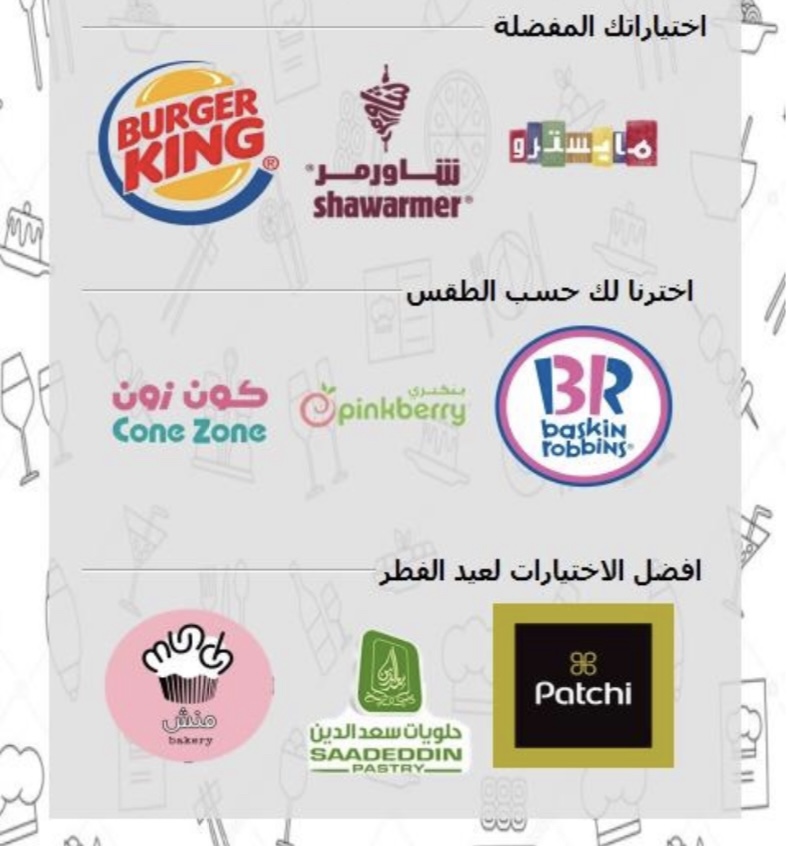 اختياراتك المفضلة
مايسترو
شاورمر®
shawarmer®
BURGER
KING®
اخترنا لك حسب الطقس
BR
baskin
robbins®
بينكبري
pinkberry
كون زون
Cone Zone
افضل الاختيارات لعيد الفطر
Patchi
حلويات سعد الدين
SAADEDDIN
PASTRY
munch
منش
bakery